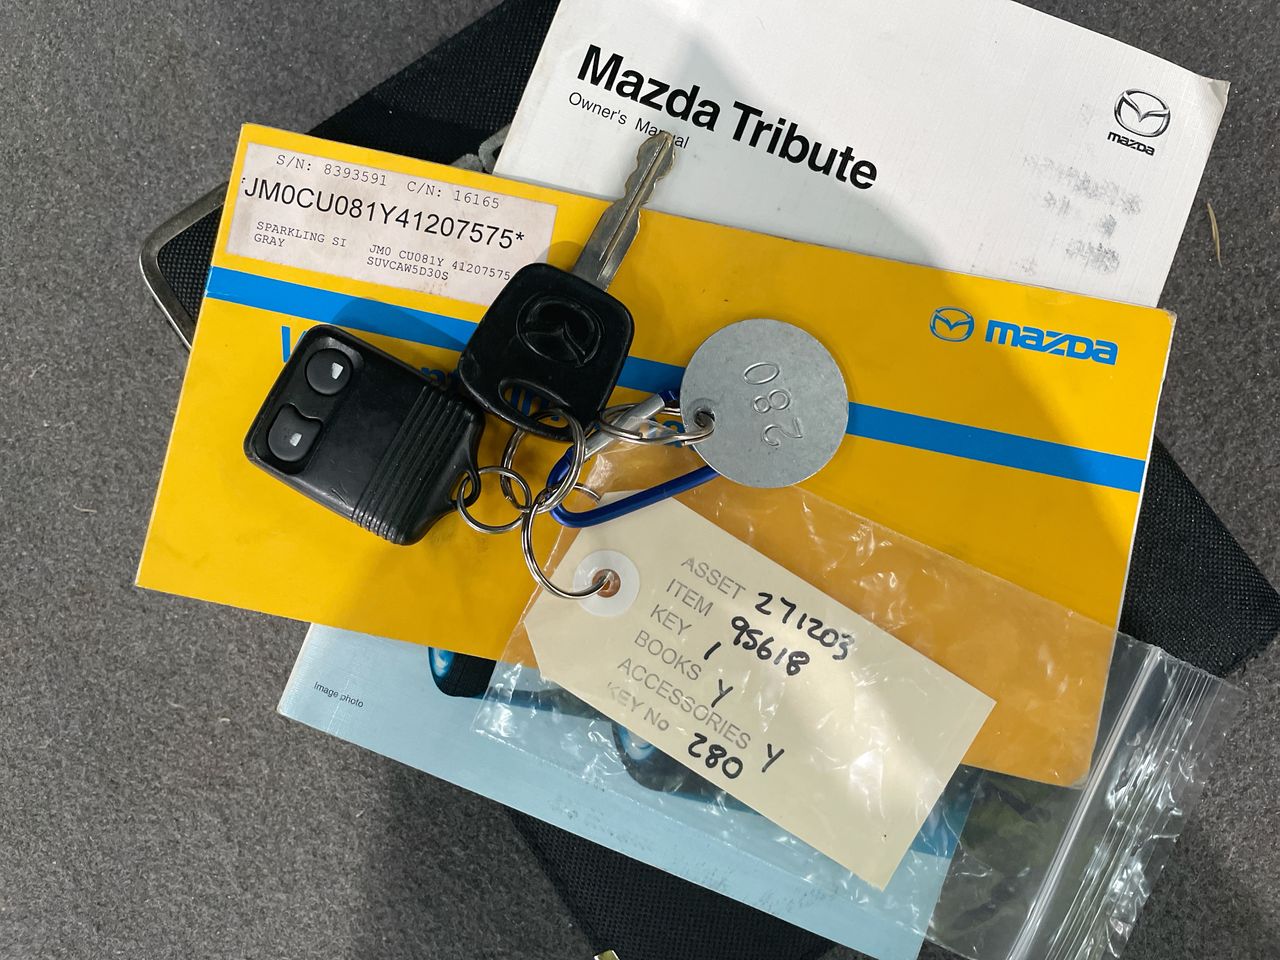 Mazda Tribute
Owner's Manual
mazda
S/N: 8393591 C/N: 16165
*JM0CU081Y41207575*
SPARKLING SI
GRAY
JM0 CU081Y 41207575
SUVCAW5D30S
mazda
280
ASSET 271203
ITEM 95618
KEY 1
BOOKS Y
ACCESSORIES Y
KEY No 280
Image photo